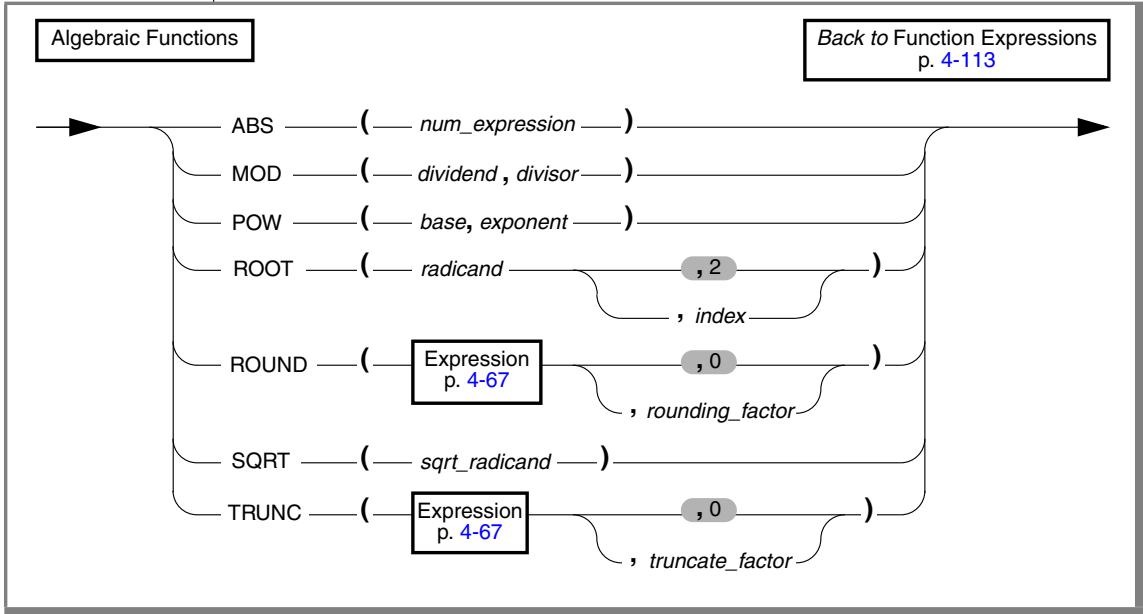 Algebraic Functions
Back to Function Expressions
p. 4-113
ABS ( num_expression )
MOD ( dividend , divisor )
POW ( base, exponent )
ROOT ( radicand , 2 )
, index
ROUND ( Expression p. 4-67 , 0 )
, rounding_factor
SQRT ( sqrt_radicand )
TRUNC ( Expression p. 4-67 , 0 )
, truncate_factor